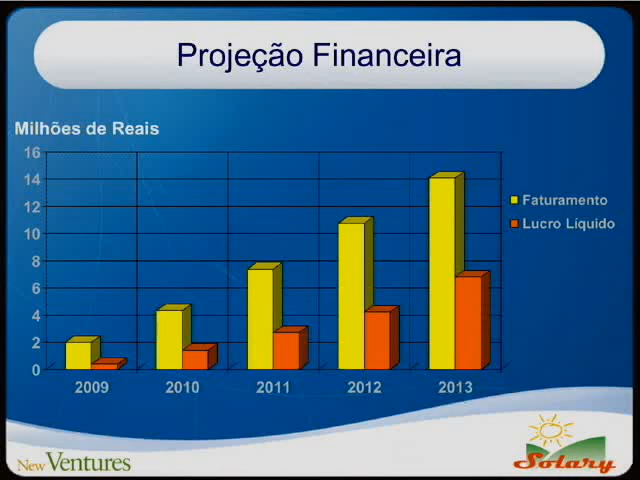 Projeção Financeira
Milhões de Reais
16
14
12
10
8
6
4
2
0
2009 2010 2011 2012 2013
Faturamento
Lucro Líquido
New Ventures
Solary